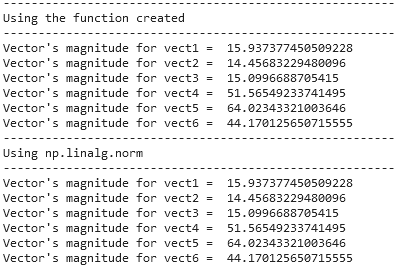 -----------------------------------------------------
Using the function created
-----------------------------------------------------
Vector's magnitude for vect1 =  15.937377450509228
Vector's magnitude for vect2 =  14.45683229480096
Vector's magnitude for vect3 =  15.0996688705415
Vector's magnitude for vect4 =  51.56549233741495
Vector's magnitude for vect5 =  64.02343321003646
Vector's magnitude for vect6 =  44.170125650715555
-----------------------------------------------------
Using np.linalg.norm
-----------------------------------------------------
Vector's magnitude for vect1 =  15.937377450509228
Vector's magnitude for vect2 =  14.45683229480096
Vector's magnitude for vect3 =  15.0996688705415
Vector's magnitude for vect4 =  51.56549233741495
Vector's magnitude for vect5 =  64.02343321003646
Vector's magnitude for vect6 =  44.170125650715555